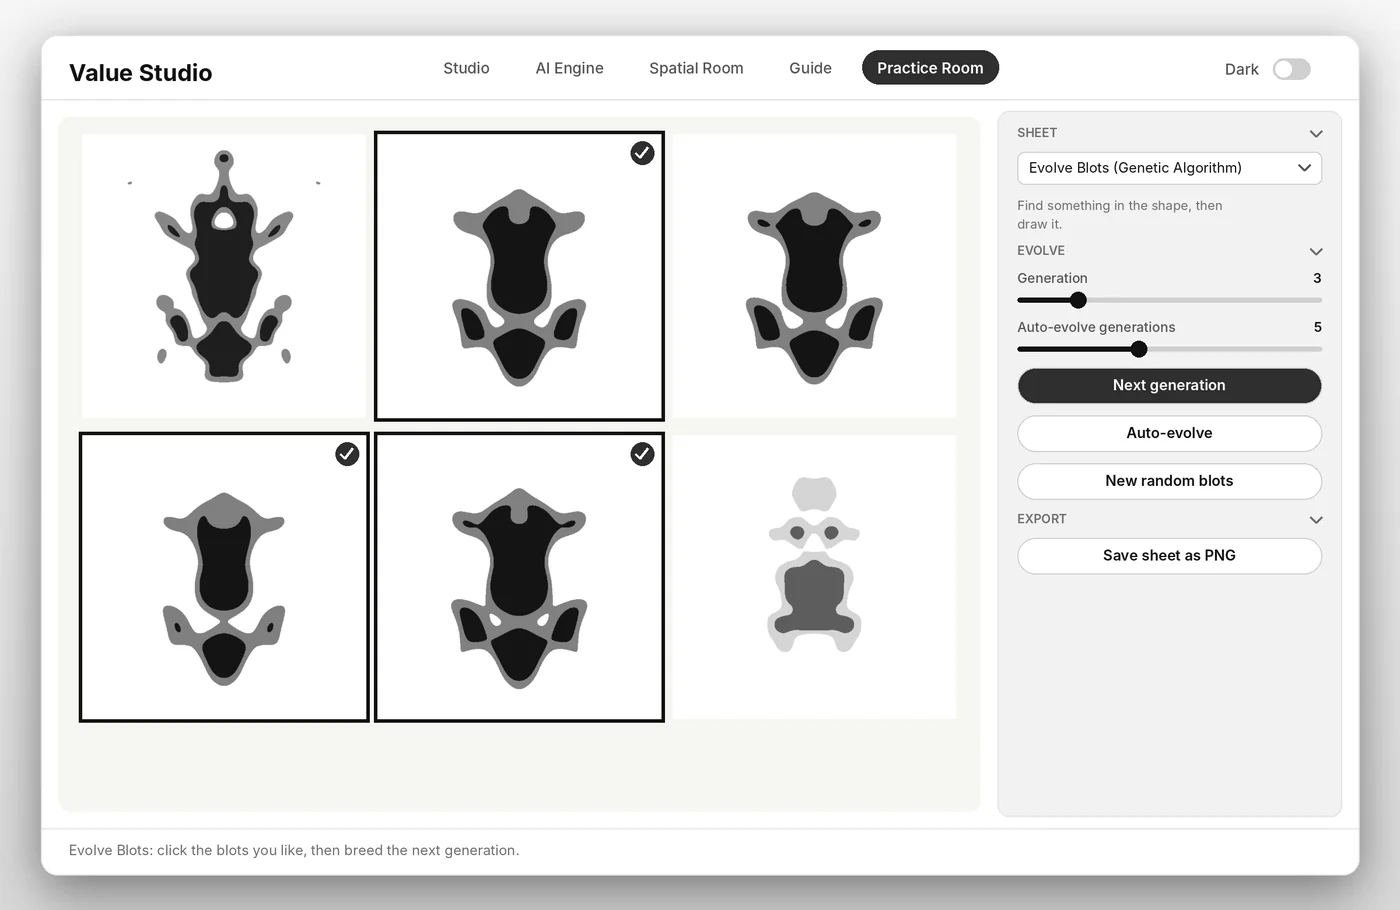 Value Studio
Studio
AI Engine
Spatial Room
Guide
Practice Room
Dark
SHEET
Evolve Blots (Genetic Algorithm)
Find something in the shape, then
draw it.
EVOLVE
Generation 3
Auto-evolve generations 5
Next generation
Auto-evolve
New random blots
EXPORT
Save sheet as PNG
Evolve Blots: click the blots you like, then breed the next generation.